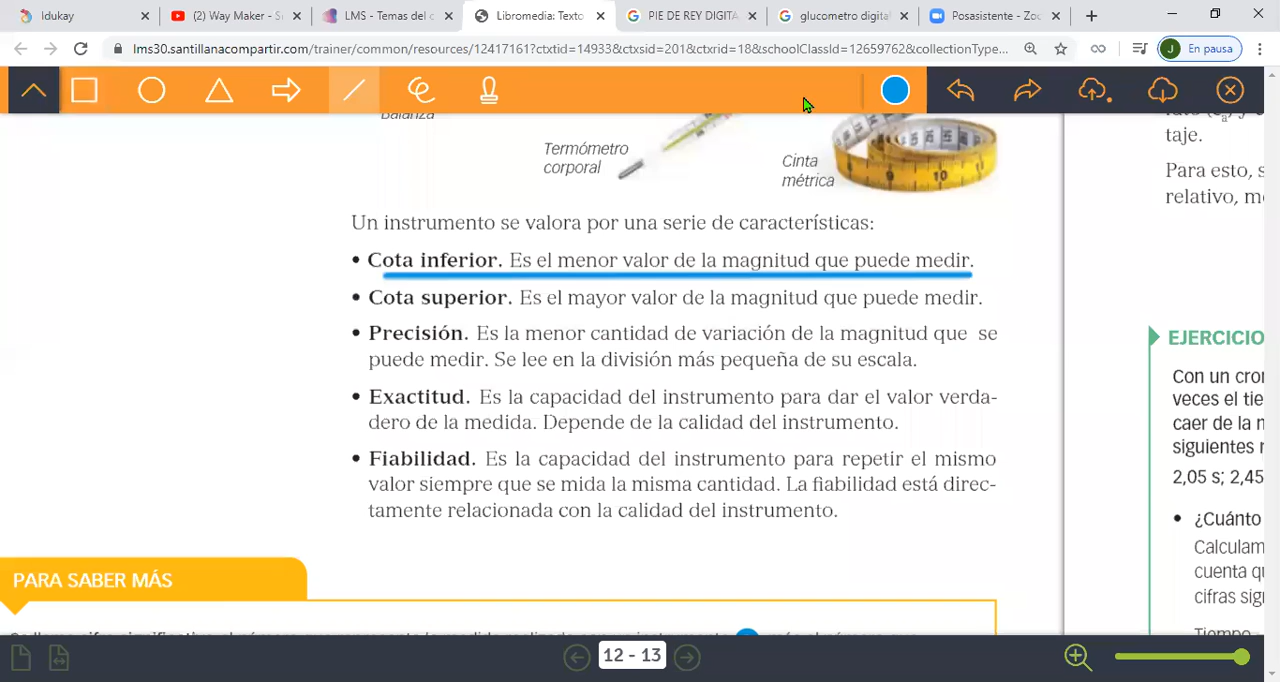 Idukay
(2) Way Maker - S
LMS - Temas del c
Libromedia: Texto
PIE DE REY DIGITA
glucometro digita
Posasistente - Zoo
lms30.santillanacompartir.com/trainer/common/resources/12417161?ctxtid=14933&ctxsid=201&ctxrid=18&schoolClassId=12659762&collectionType...
J
En pausa
Balanza
Termómetro
corporal
Cinta
métrica
9
10
Un instrumento se valora por una serie de características:
• Cota inferior. Es el menor valor de la magnitud que puede medir.
• Cota superior. Es el mayor valor de la magnitud que puede medir.
• Precisión. Es la menor cantidad de variación de la magnitud que se
puede medir. Se lee en la división más pequeña de su escala.
• Exactitud. Es la capacidad del instrumento para dar el valor verda-
dero de la medida. Depende de la calidad del instrumento.
• Fiabilidad. Es la capacidad del instrumento para repetir el mismo
valor siempre que se mida la misma cantidad. La fiabilidad está direc-
tamente relacionada con la calidad del instrumento.
PARA SABER MÁS
taje.
Para esto, s
relativo, m
EJERCICIO
Con un cro
veces el tie
caer de la
siguientes
2,05 s; 2,45
• ¿Cuánto
Calculam
cuenta qu
cifras sig
Tiempo
12 - 13